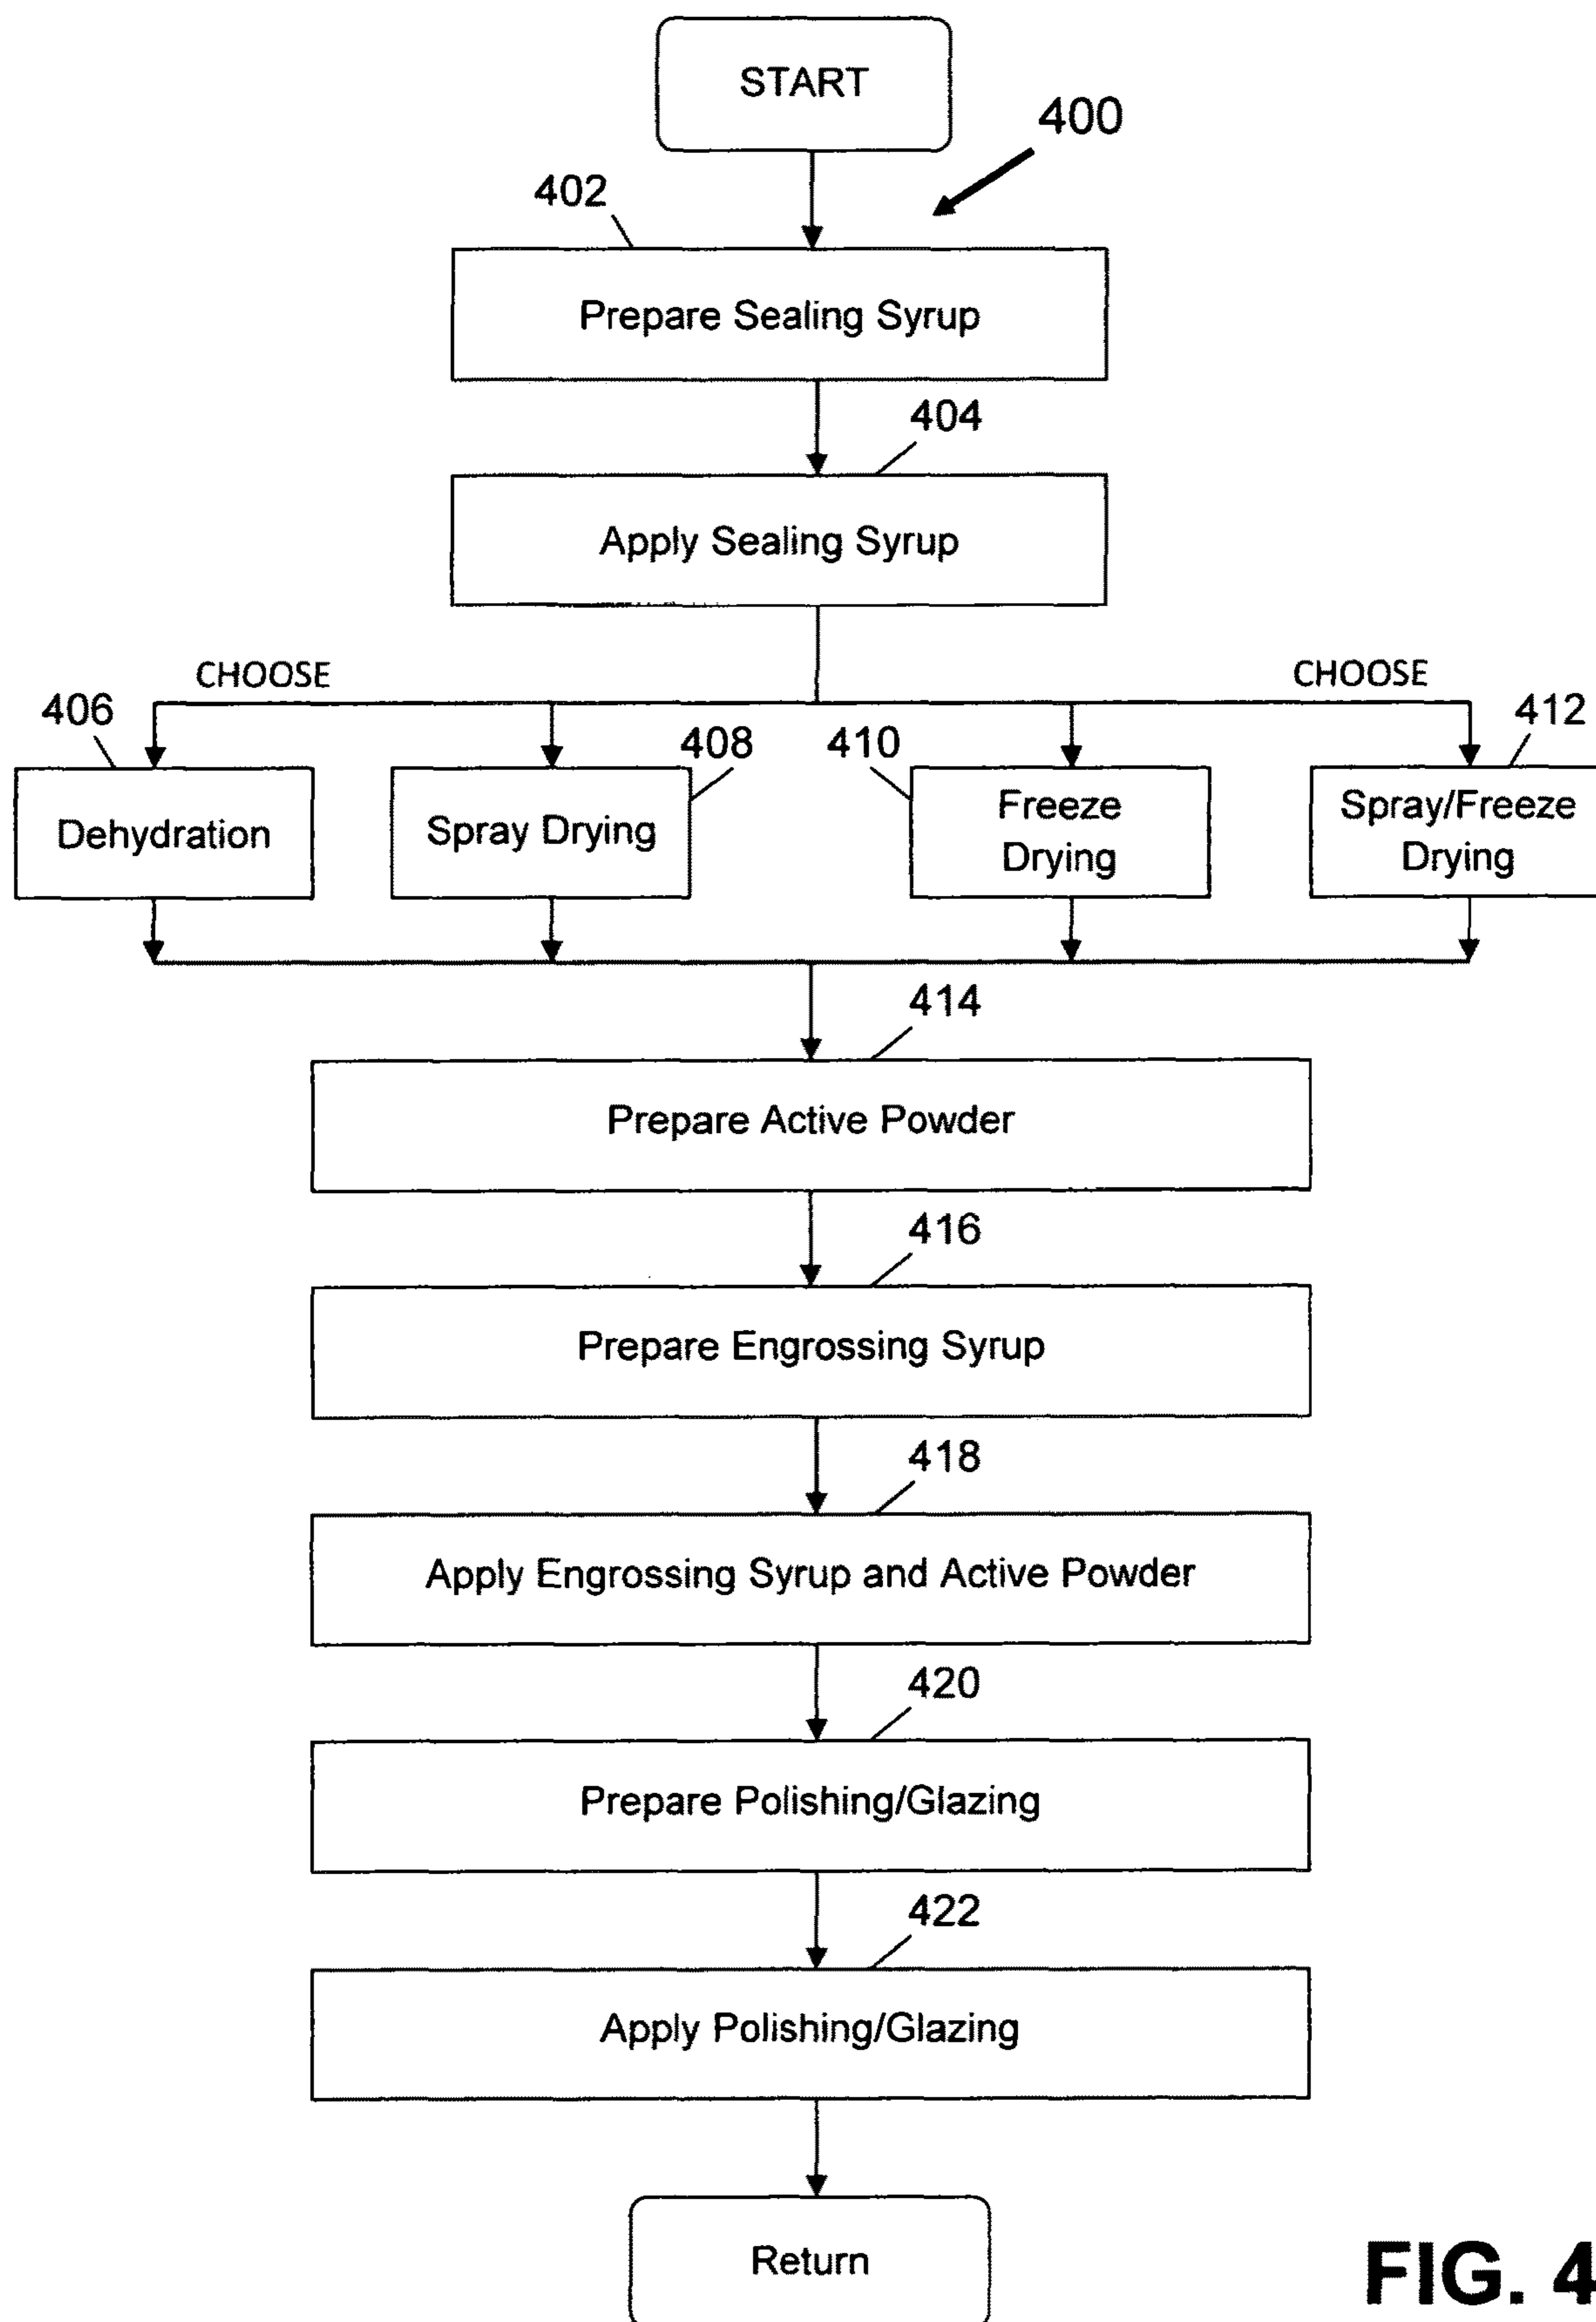 START
400
402
Prepare Sealing Syrup
404
Apply Sealing Syrup
CHOOSE
CHOOSE
406
408
410
412
Dehydration
Spray Drying
Freeze
Drying
Spray/Freeze
Drying
414
Prepare Active Powder
416
Prepare Engrossing Syrup
418
Apply Engrossing Syrup and Active Powder
420
Prepare Polishing/Glazing
422
Apply Polishing/Glazing
Return
FIG. 4